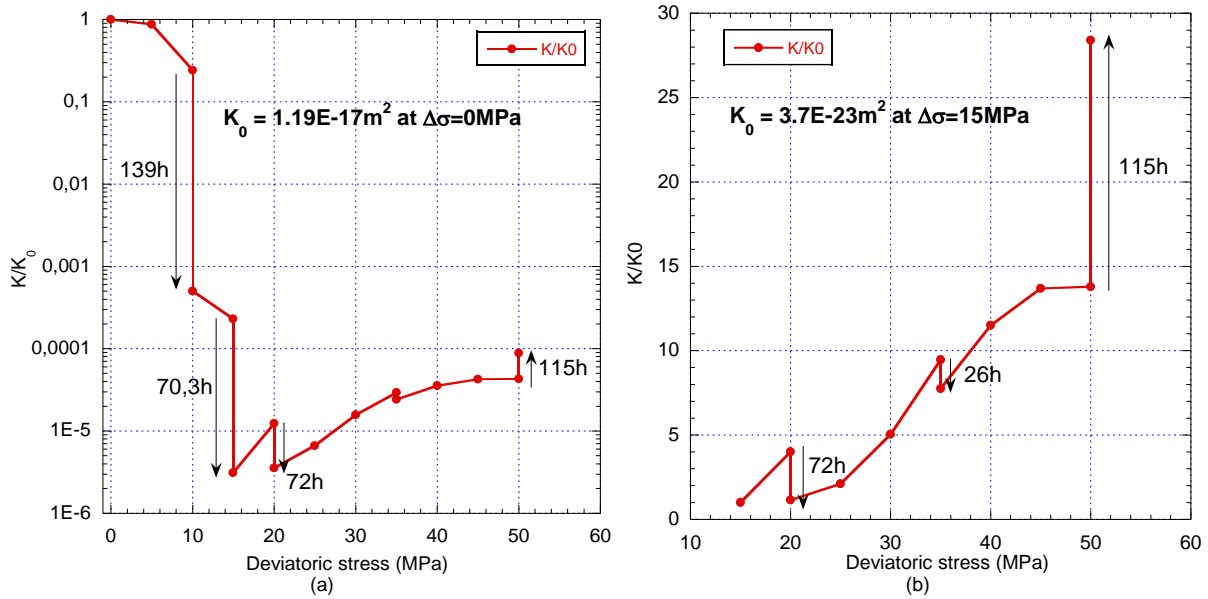 1
0,1
0,01
0,001
0,0001
1E-5
1E-6
K/K0
K/K0
K0 = 1.19E-17m2 at Δσ=0MPa
139h
70,3h
72h
115h
0 10 20 30 40 50 60
Deviatoric stress (MPa)
(a)
30
25
20
15
10
5
0
K/K0
K/K0
K0 = 3.7E-23m2 at Δσ=15MPa
115h
26h
72h
10 20 30 40 50 60
Deviatoric stress (MPa)
(b)